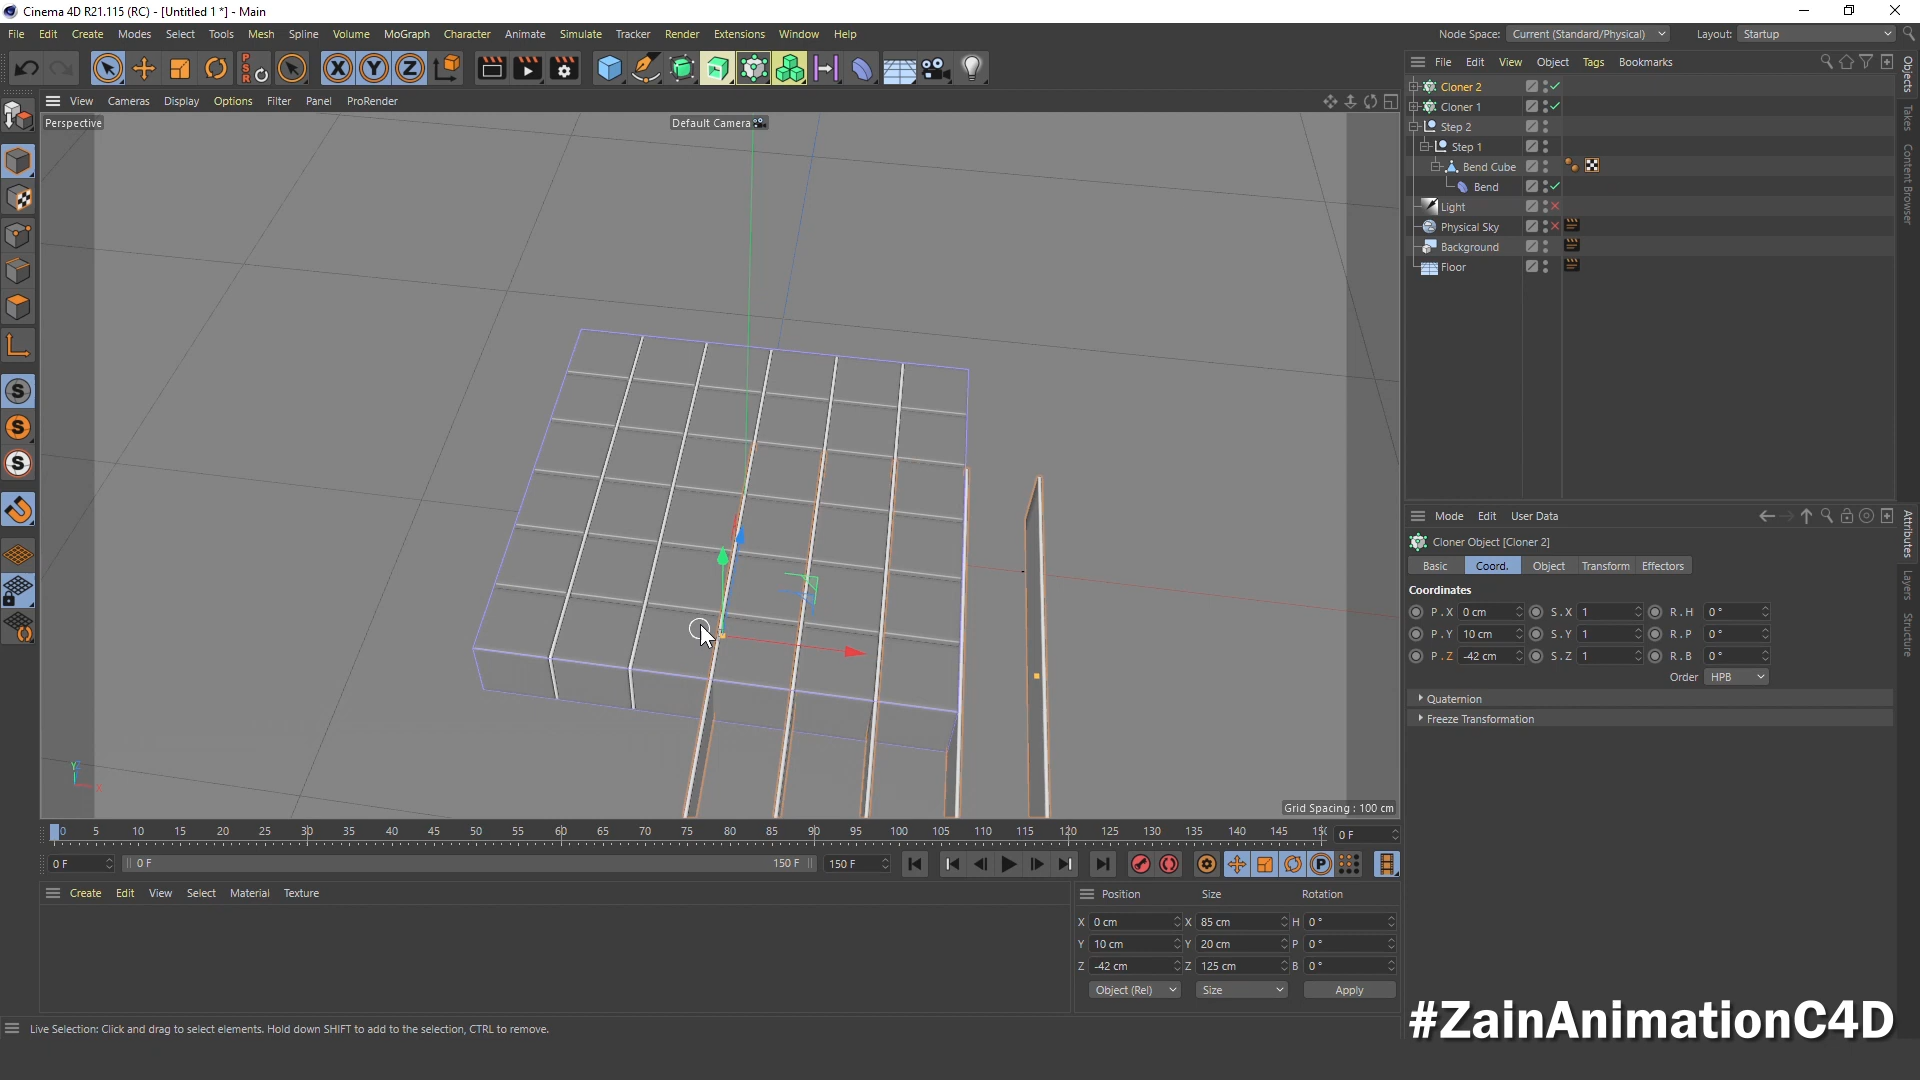 Cinema 4D R21.115 (RC) - [Untitled 1 *] - Main
File Edit Create Modes Select Tools Mesh Spline Volume MoGraph Character Animate Simulate Tracker Render Extensions Window Help
Node Space: Current (Standard/Physical) Layout: Startup
X Y Z PSR
File Edit View Object Tags Bookmarks
View Cameras Display Options Filter Panel ProRender
Perspective
Default Camera
Cloner 2
Cloner 1
Step 2
Step 1
Bend Cube
Bend
Light
Physical Sky
Background
Floor
Objects
Takes
Content Browser
Mode Edit User Data
Cloner Object [Cloner 2]
Basic Coord. Object Transform Effectors
Coordinates
P . X 0 cm S . X 1 R . H 0 °
P . Y 10 cm S . Y 1 R . P 0 °
P . Z -42 cm S . Z 1 R . B 0 °
Order HPB
Quaternion
Freeze Transformation
Attributes
Layers
Structure
Y
X
Grid Spacing : 100 cm
0 5 10 15 20 25 30 35 40 45 50 55 60 65 70 75 80 85 90 95 100 105 110 115 120 125 130 135 140 145 0 F
0 F 0 F 150 F 150 F
Create Edit View Select Material Texture
Position Size Rotation
X 0 cm X 85 cm H 0 °
Y 10 cm Y 20 cm P 0 °
Z -42 cm Z 125 cm B 0 °
Object (Rel) Size Apply
Live Selection: Click and drag to select elements. Hold down SHIFT to add to the selection, CTRL to remove.
#ZainAnimationC4D